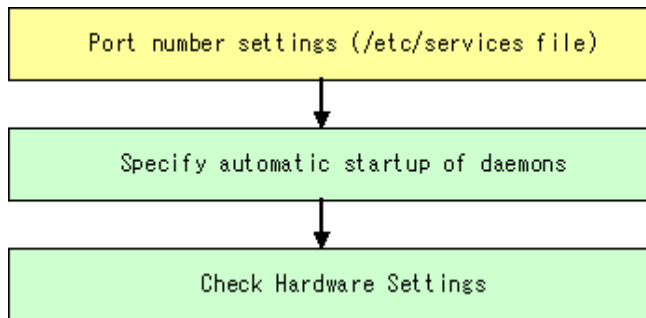 Port number settings (/etc/services file)
Specify automatic startup of daemons
Check Hardware Settings